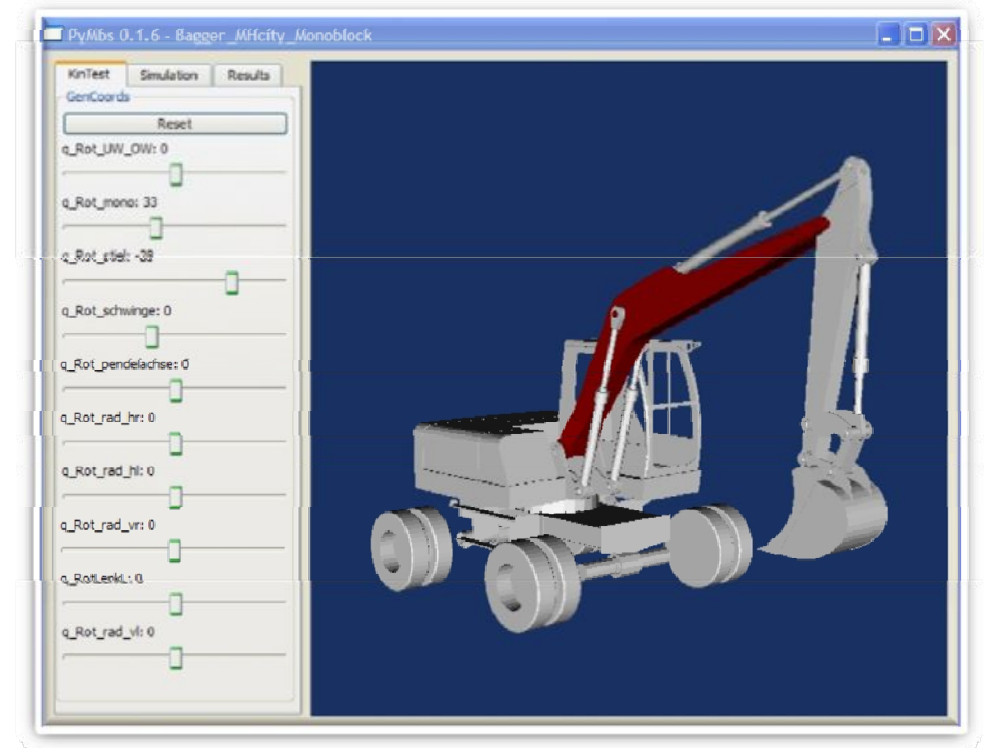 PyMbs 0.1.6 - Bagger_MHcity_Monoblock
KinTest Simulation Results
GenCoords
Reset
q_Rot_UW_OW: 0
q_Rot_mono: 33
q_Rot_stiel: -39
q_Rot_schwinge: 0
q_Rot_pendelachse: 0
q_Rot_rad_hr: 0
q_Rot_rad_hl: 0
q_Rot_rad_vr: 0
q_RotLenkL: 0
q_Rot_rad_vl: 0